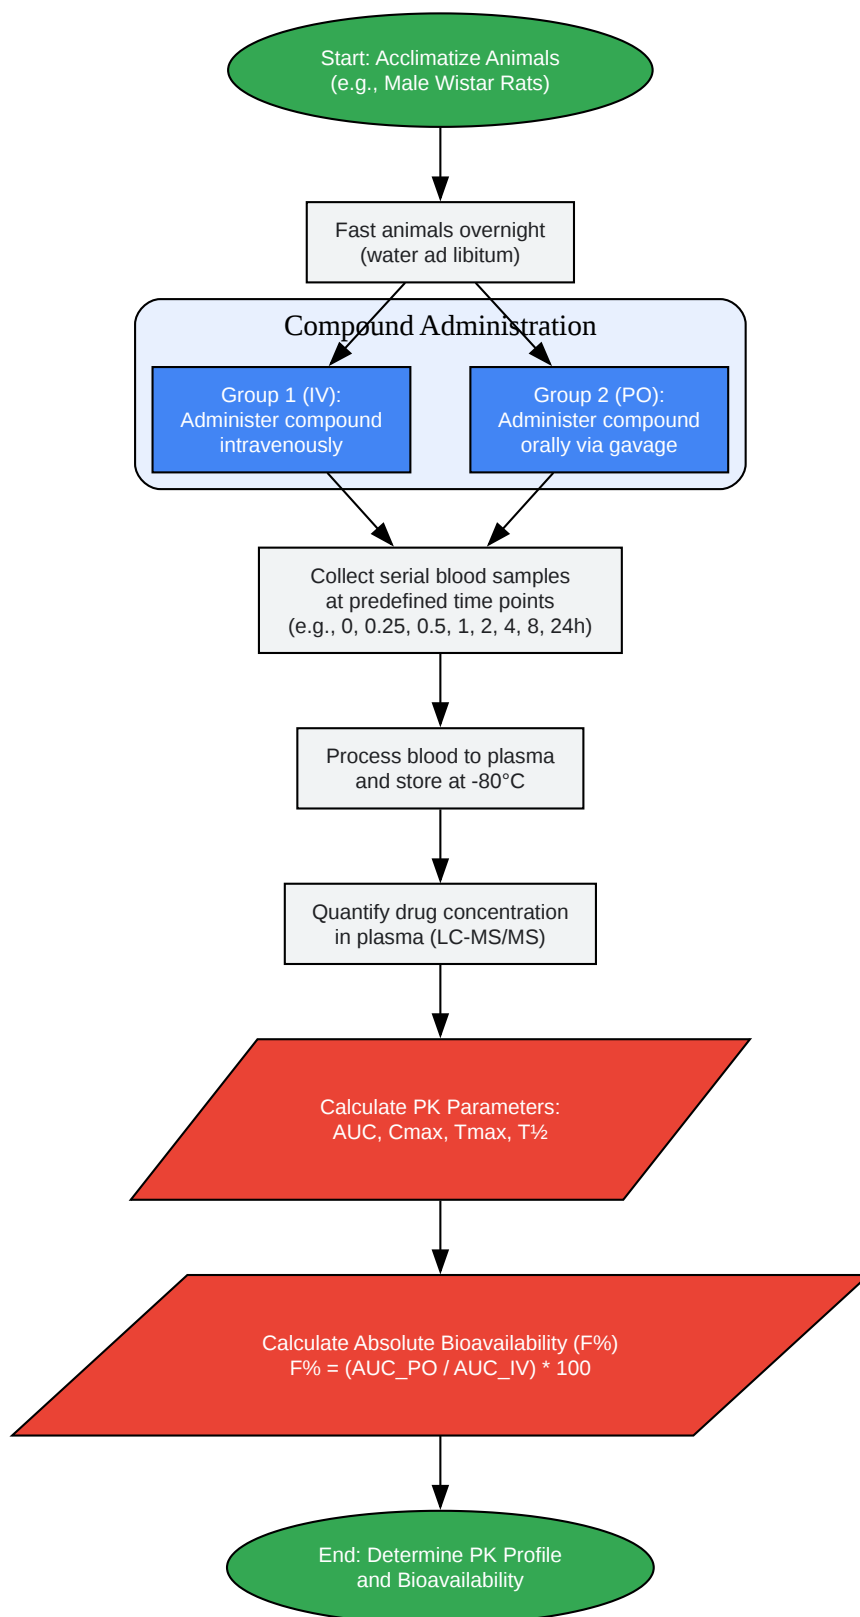 Start: Acclimatize Animals
(e.g., Male Wistar Rats)
Fast animals overnight
(water ad libitum)
Compound Administration
Group 1 (IV):
Administer compound
intravenously
Group 2 (PO):
Administer compound
orally via gavage
Collect serial blood samples
at predefined time points
(e.g., 0, 0.25, 0.5, 1, 2, 4, 8, 24h)
Process blood to plasma
and store at -80°C
Quantify drug concentration
in plasma (LC-MS/MS)
Calculate PK Parameters:
AUC, Cmax, Tmax, T½
Calculate Absolute Bioavailability (F%)
F% = (AUC_PO / AUC_IV) * 100
End: Determine PK Profile
and Bioavailability